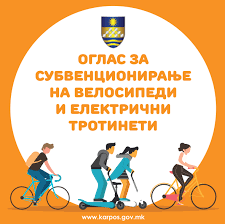 ОГЛАС ЗА
СУБВЕНЦИОНИРАЊЕ
НА ВЕЛОСИПЕДИ
И ЕЛЕКТРИЧНИ
ТРОТИНЕТИ
www.karpos.gov.mk